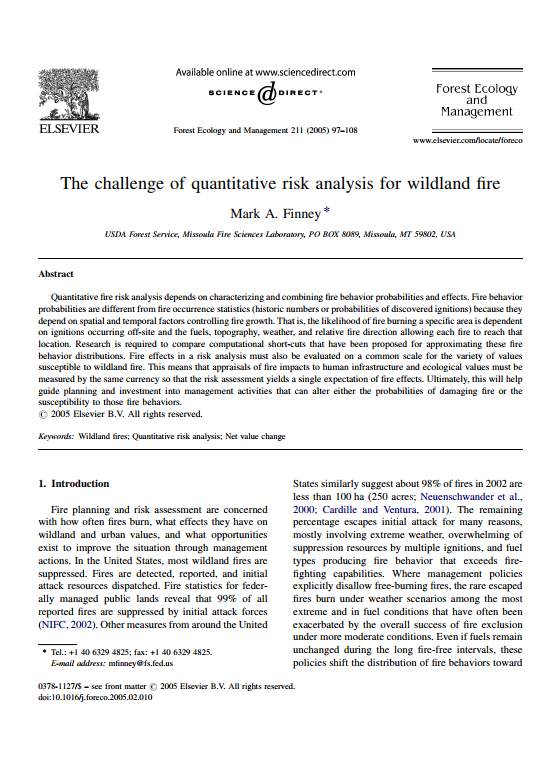 Available online at www.sciencedirect.com
SCIENCE DIRECT®
ELSEVIER
Forest Ecology
and
Management
Forest Ecology and Management 211 (2005) 97–108
www.elsevier.com/locate/foreco
The challenge of quantitative risk analysis for wildland fire
Mark A. Finney *
USDA Forest Service, Missoula Fire Sciences Laboratory, PO BOX 8089, Missoula, MT 59802, USA
Abstract
Quantitative fire risk analysis depends on characterizing and combining fire behavior probabilities and effects. Fire behavior
probabilities are different from fire occurrence statistics (historic numbers or probabilities of discovered ignitions) because they
depend on spatial and temporal factors controlling fire growth. That is, the likelihood of fire burning a specific area is dependent
on ignitions occurring off-site and the fuels, topography, weather, and relative fire direction allowing each fire to reach that
location. Research is required to compare computational short-cuts that have been proposed for approximating these fire
behavior distributions. Fire effects in a risk analysis must also be evaluated on a common scale for the variety of values
susceptible to wildland fire. This means that appraisals of fire impacts to human infrastructure and ecological values must be
measured by the same currency so that the risk assessment yields a single expectation of fire effects. Ultimately, this will help
guide planning and investment into management activities that can alter either the probabilities of damaging fire or the
susceptibility to those fire behaviors.
© 2005 Elsevier B.V. All rights reserved.
Keywords: Wildland fires; Quantitative risk analysis; Net value change
1. Introduction
Fire planning and risk assessment are concerned
with how often fires burn, what effects they have on
wildland and urban values, and what opportunities
exist to improve the situation through management
actions. In the United States, most wildland fires are
suppressed. Fires are detected, reported, and initial
attack resources dispatched. Fire statistics for feder-
ally managed public lands reveal that 99% of all
reported fires are suppressed by initial attack forces
(NIFC, 2002). Other measures from around the United
* Tel.: +1 40 6329 4825; fax: +1 40 6329 4825.
E-mail address: mfinney@fs.fed.us
States similarly suggest about 98% of fires in 2002 are
less than 100 ha (250 acres; Neuenschwander et al.,
2000; Cardille and Ventura, 2001). The remaining
percentage escapes initial attack for many reasons,
mostly involving extreme weather, overwhelming of
suppression resources by multiple ignitions, and fuel
types producing fire behavior that exceeds fire-
fighting capabilities. Where management policies
explicitly disallow free-burning fires, the rare escaped
fires burn under weather scenarios among the most
extreme and in fuel conditions that have often been
exacerbated by the overall success of fire exclusion
under more moderate conditions. Even if fuels remain
unchanged during the long fire-free intervals, these
policies shift the distribution of fire behaviors toward
0378-1127/$ – see front matter © 2005 Elsevier B.V. All rights reserved.
doi:10.1016/j.foreco.2005.02.010